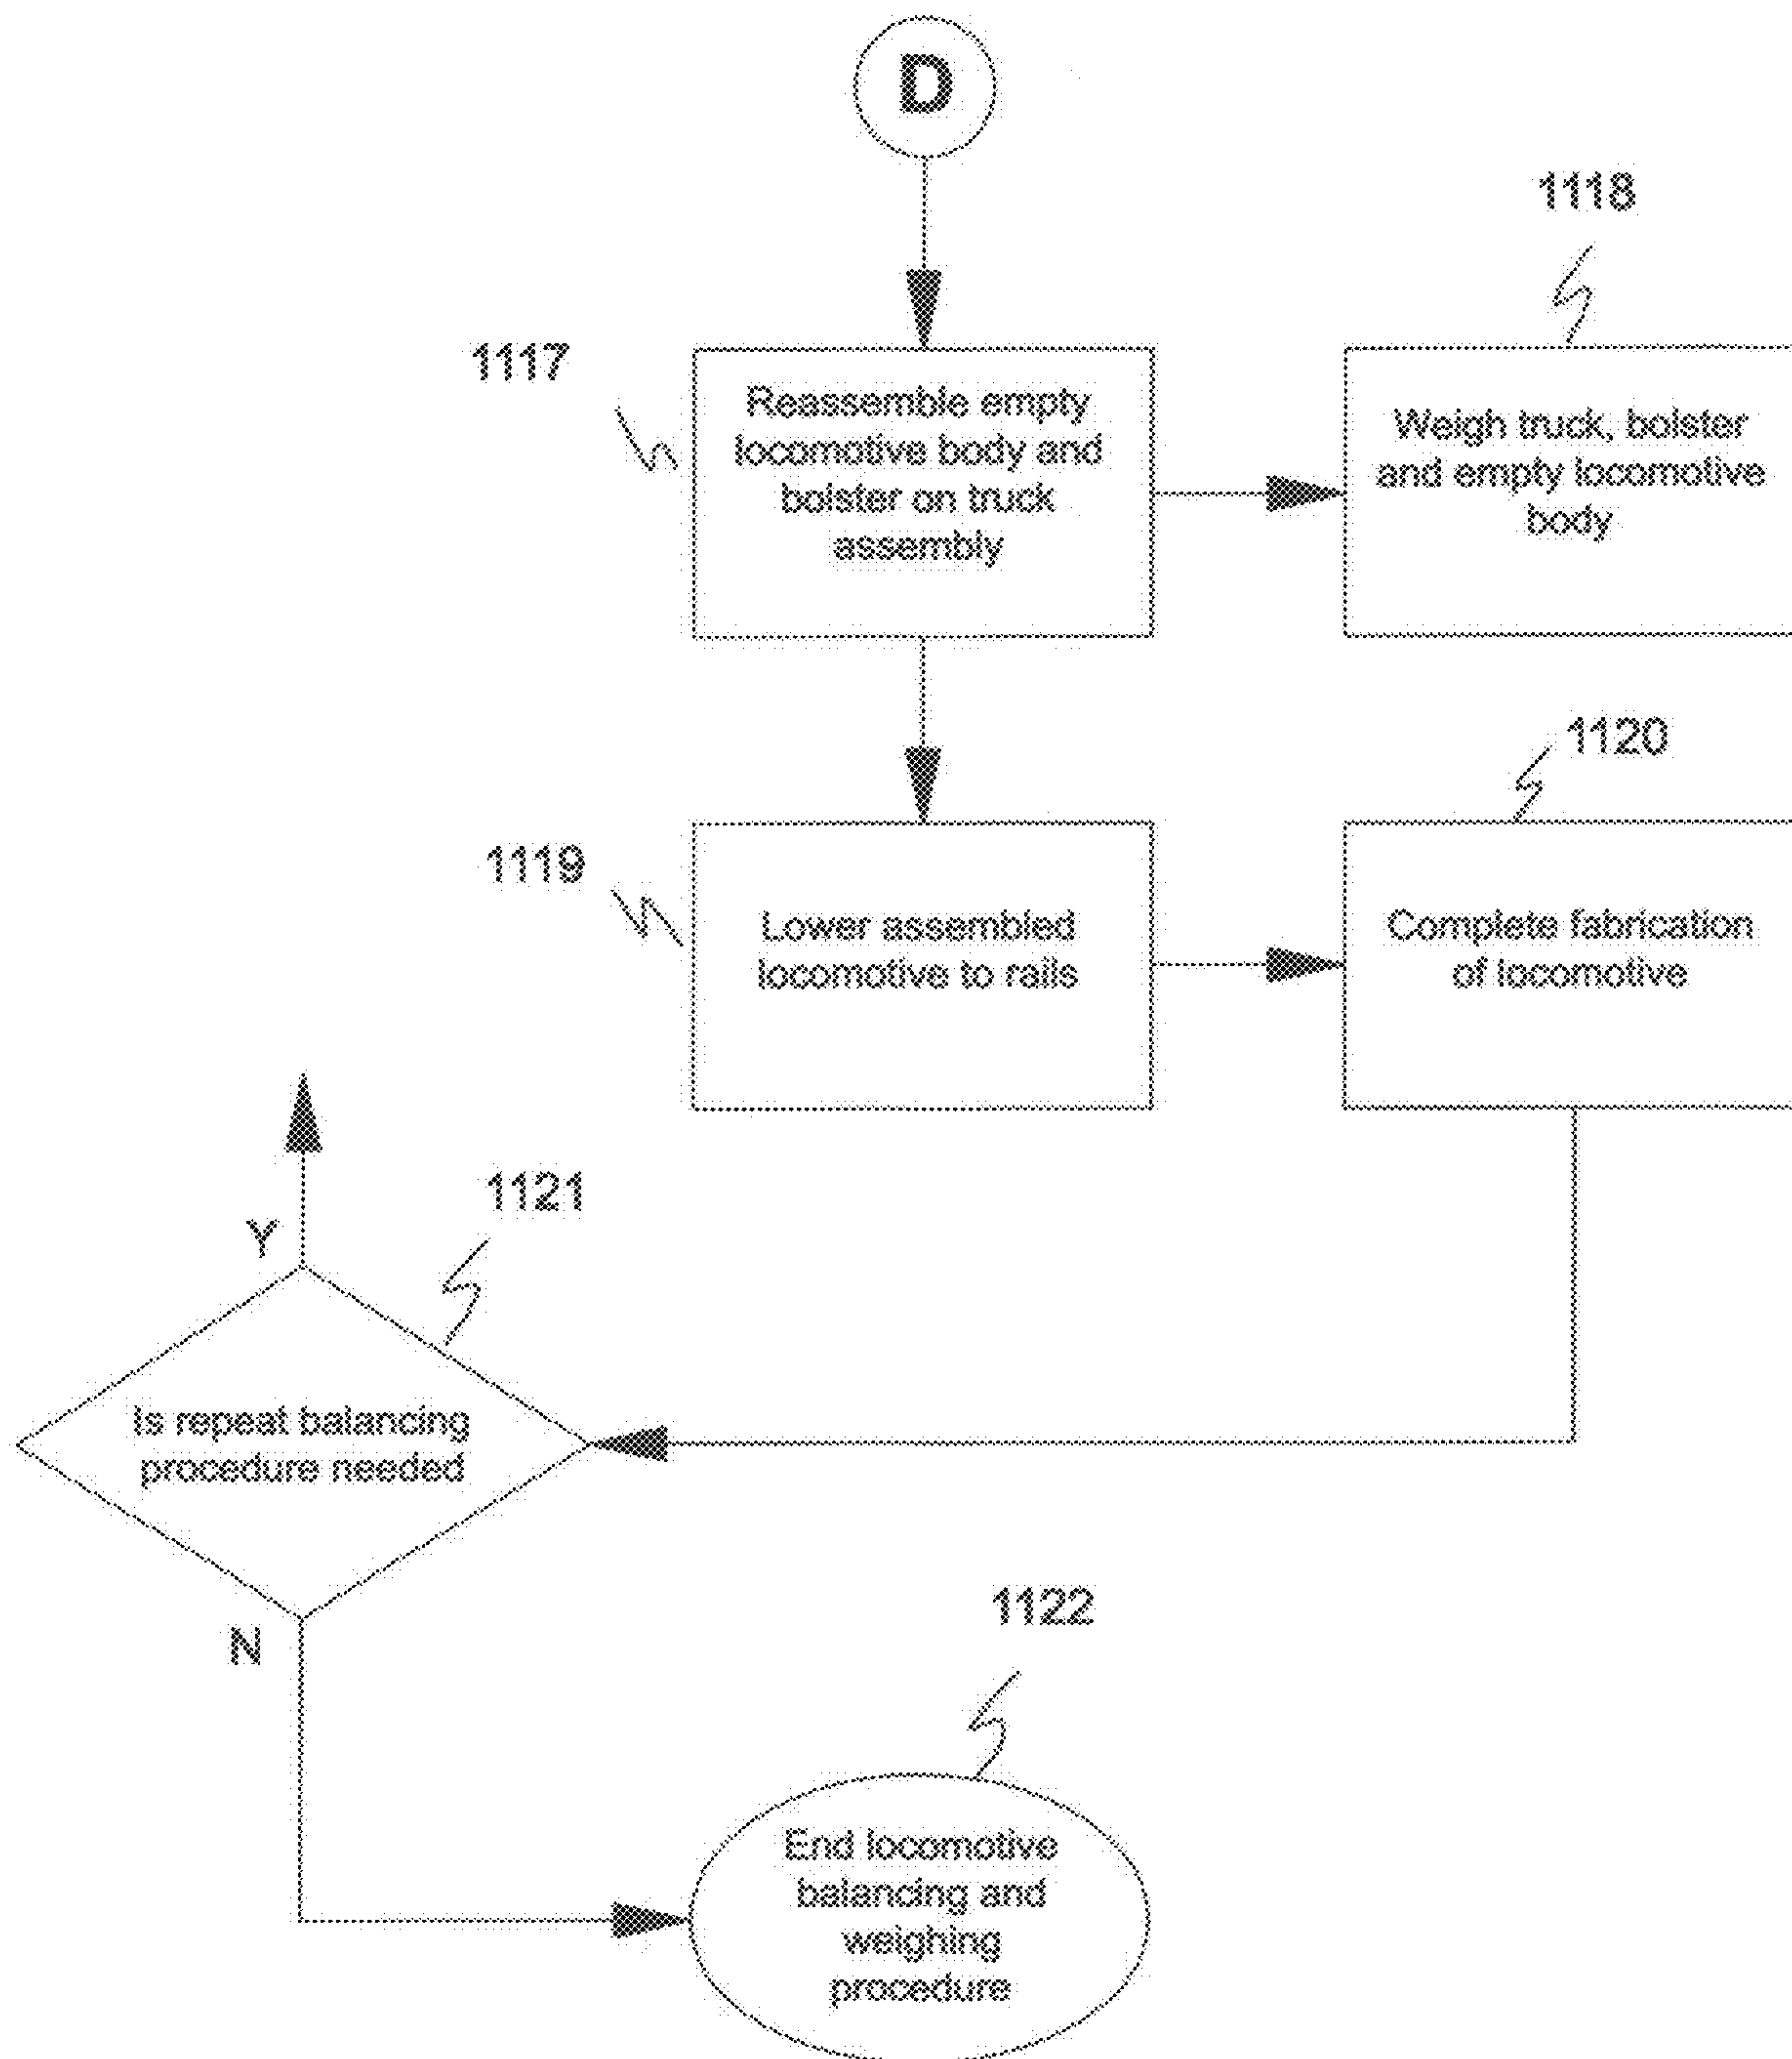 D
1117
Reassemble empty
locomotive body and
bolster on truck
assembly
1118
Weigh truck, bolster
and empty locomotive
body
1119
Lower assembled
locomotive to rails
1120
Complete fabrication
of locomotive
Y
1121
Is repeat balancing
procedure needed
N
1122
End locomotive
balancing and
weighing
procedure